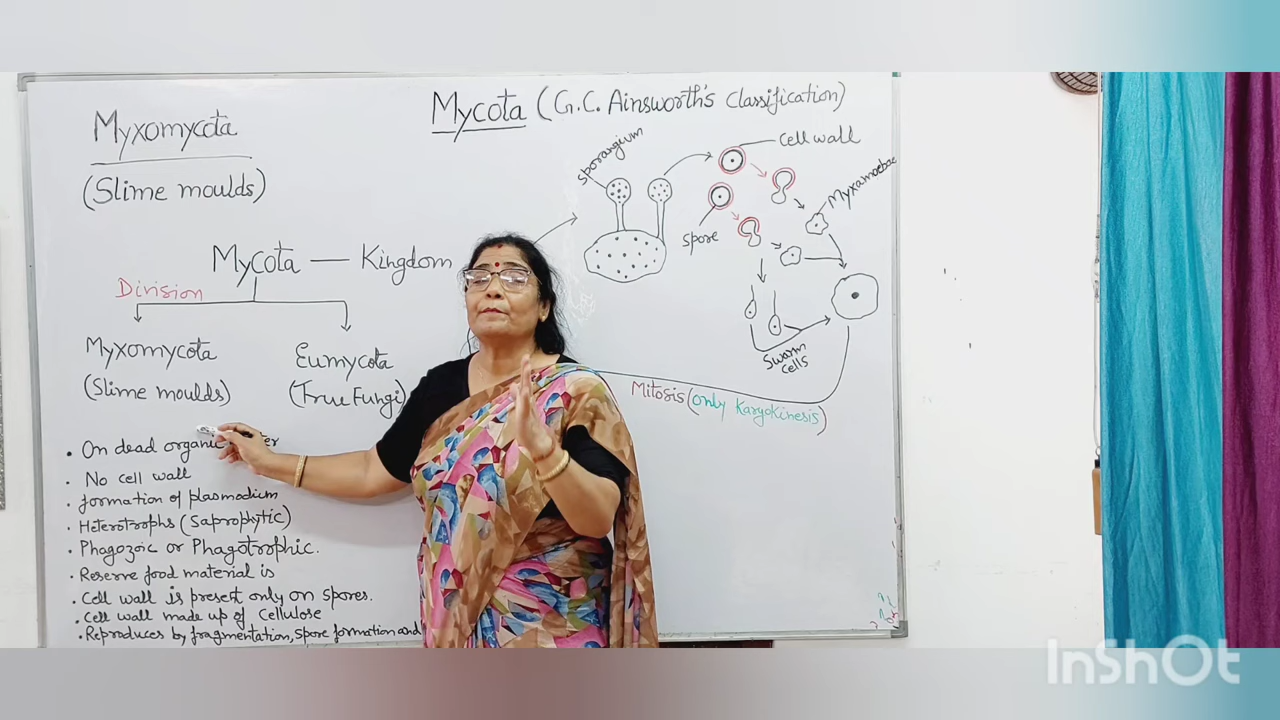 Myxomycota
(Slime moulds)
Mycota (G.C. Ainsworth's classification)
sporangium
cell wall
Myxamoebae
spore
Swarm
cells
Mitosis (only Karyokinesis)
Mycota — Kingdom
Division
Myxomycota
(Slime moulds)
Eumycota
(True Fungi)
• On dead organic
• No cell wall
• formation of plasmodium
• Heterotrophs (Saprophytic)
• Phagozoic or Phagotrophic.
• Reserve food material is
• Cell wall is present only on spores.
• Cell wall made up of cellulose
• Reproduces by fragmentation, spore formation and
InShOt